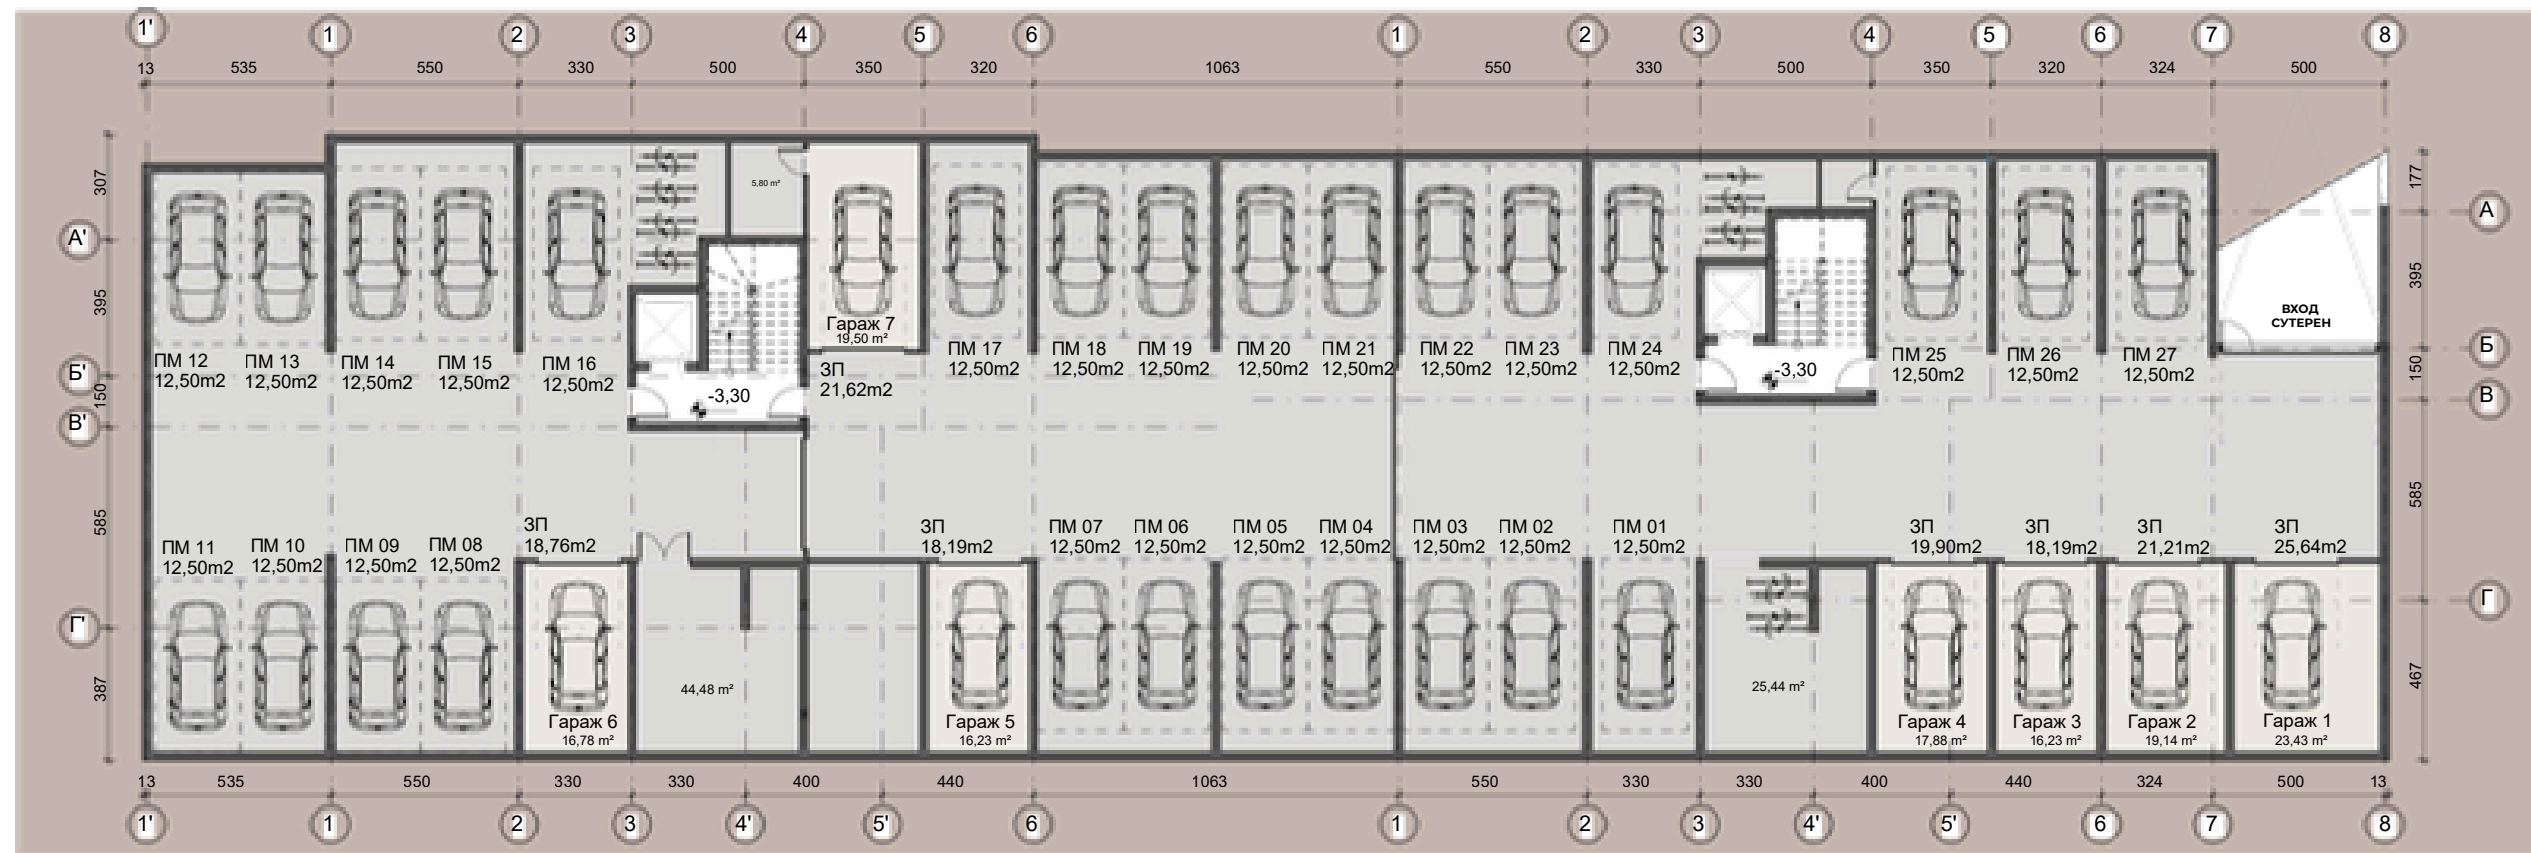 1' 1 2 3 4 5 6 1 2 3 4 5 6 7 8
13 535 550 330 500 350 320 1063 550 330 500 350 320 324 500
307
395
150
585
387
А'
Б'
В'
Г'
177
395
150
585
467
А
Б
В
Г
5,80 m²
Гараж 7
19,50 m²
ЗП
21,62m2
ВХОД
СУТЕРЕН
ПМ 12
12,50m2
ПМ 13
12,50m2
ПМ 14
12,50m2
ПМ 15
12,50m2
ПМ 16
12,50m2
-3,30
ПМ 17
12,50m2
ПМ 18
12,50m2
ПМ 19
12,50m2
ПМ 20
12,50m2
ПМ 21
12,50m2
ПМ 22
12,50m2
ПМ 23
12,50m2
ПМ 24
12,50m2
-3,30
ПМ 25
12,50m2
ПМ 26
12,50m2
ПМ 27
12,50m2
ПМ 11
12,50m2
ПМ 10
12,50m2
ПМ 09
12,50m2
ПМ 08
12,50m2
ЗП
18,76m2
ЗП
18,19m2
ПМ 07
12,50m2
ПМ 06
12,50m2
ПМ 05
12,50m2
ПМ 04
12,50m2
ПМ 03
12,50m2
ПМ 02
12,50m2
ПМ 01
12,50m2
ЗП
19,90m2
ЗП
18,19m2
ЗП
21,21m2
ЗП
25,64m2
Гараж 6
16,78 m²
44,48 m²
Гараж 5
16,23 m²
25,44 m²
Гараж 4
17,88 m²
Гараж 3
16,23 m²
Гараж 2
19,14 m²
Гараж 1
23,43 m²
13 535 550 330 330 400 440 1063 550 330 330 400 440 324 500 13
1' 1 2 3 4' 5' 6 1 2 3 4' 5' 6 7 8